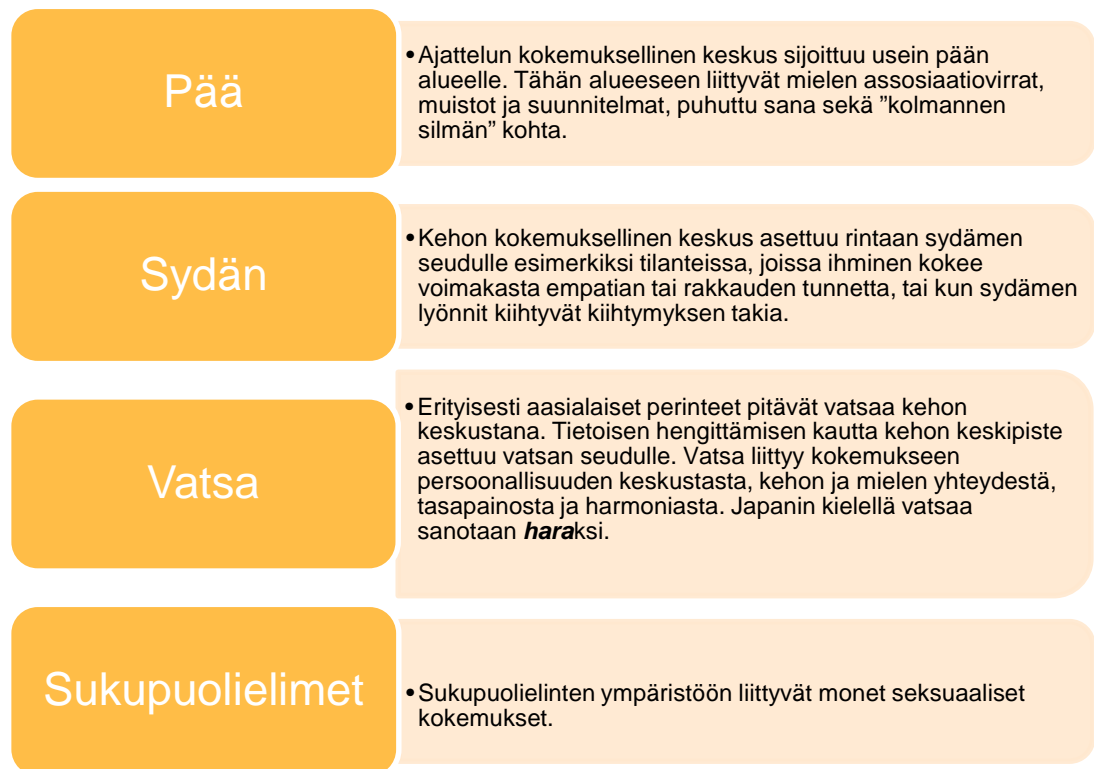 Pää
•Ajattelun kokemuksellinen keskus sijoittuu usein pään
alueelle. Tähän alueeseen liittyvät mielen assosiaatiovirrat,
muistot ja suunnitelmat, puhuttu sana sekä ”kolmannen
silmän” kohta.
Sydän
•Kehon kokemuksellinen keskus asettuu rintaan sydämen
seudulle esimerkiksi tilanteissa, joissa ihminen kokee
voimakasta empatian tai rakkauden tunnetta, tai kun sydämen
lyönnit kiihtyvät kiihtymyksen takia.
Vatsa
•Erityisesti aasialaiset perinteet pitävät vatsaa kehon
keskustana. Tietoisen hengittämisen kautta kehon keskipiste
asettuu vatsan seudulle. Vatsa liittyy kokemukseen
persoonallisuuden keskustasta, kehon ja mielen yhteydestä,
tasapainosta ja harmoniasta. Japanin kielellä vatsaa
sanotaan haraksi.
Sukupuolielimet
•Sukupuolielinten ympäristöön liittyvät monet seksuaaliset
kokemukset.